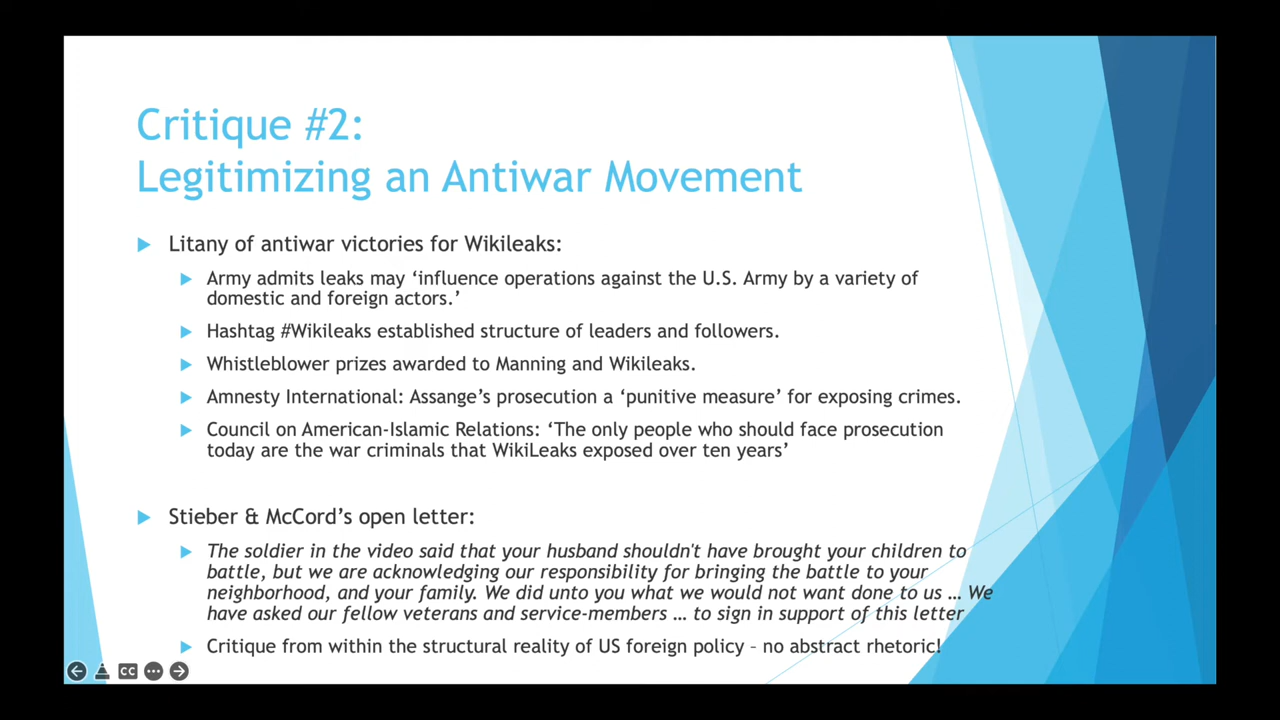 Critique #2:
Legitimizing an Antiwar Movement
Litany of antiwar victories for Wikileaks:
Army admits leaks may ‘influence operations against the U.S. Army by a variety of
domestic and foreign actors.’
Hashtag #Wikileaks established structure of leaders and followers.
Whistleblower prizes awarded to Manning and Wikileaks.
Amnesty International: Assange’s prosecution a ‘punitive measure’ for exposing crimes.
Council on American-Islamic Relations: ‘The only people who should face prosecution
today are the war criminals that WikiLeaks exposed over ten years’
Stieber & McCord’s open letter:
The soldier in the video said that your husband shouldn't have brought your children to
battle, but we are acknowledging our responsibility for bringing the battle to your
neighborhood, and your family. We did unto you what we would not want done to us … We
have asked our fellow veterans and service-members … to sign in support of this letter
Critique from within the structural reality of US foreign policy – no abstract rhetoric!
CC